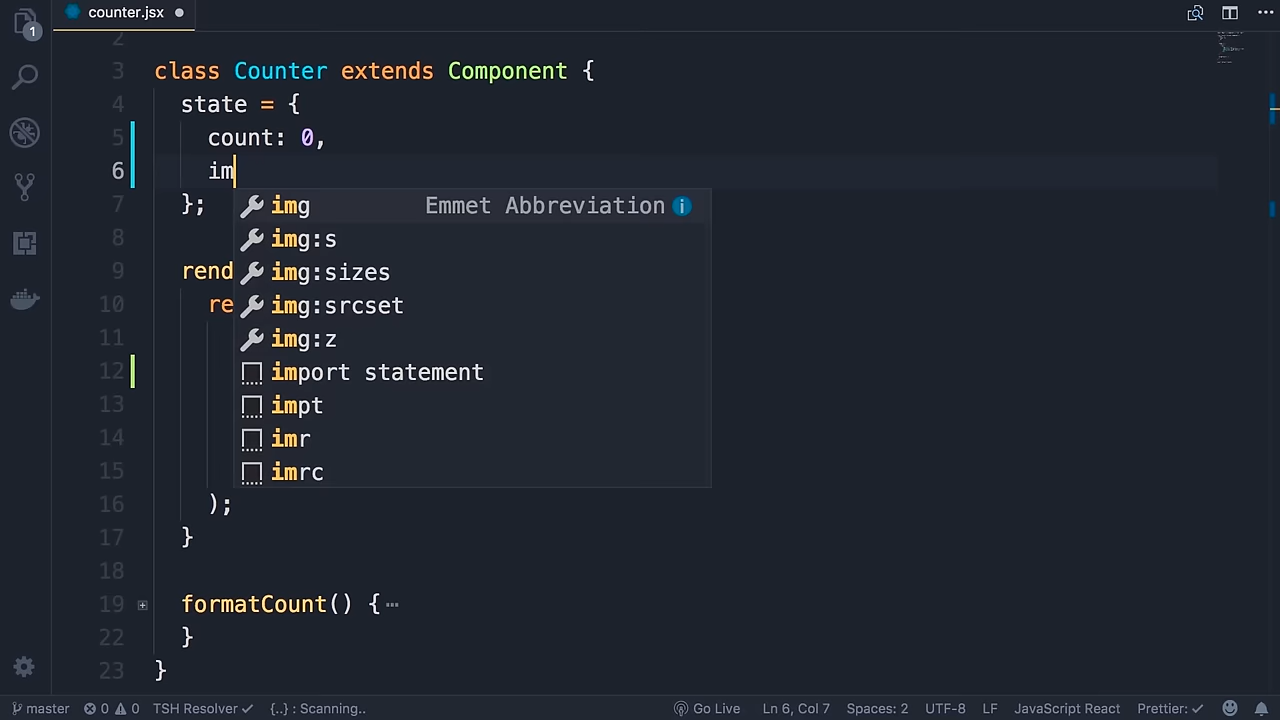 counter.jsx
1
2
3 class Counter extends Component {
4 state = {
5 count: 0,
6 im
7 };
img Emmet Abbreviation
8
img:s
9 rend
img:sizes
10 re
img:srcset
11
img:z
12
import statement
13
impt
14
imr
15
imrc
16 );
17 }
18
19 formatCount() {…
22 }
23 }
master 0 0 TSH Resolver {..} : Scanning.. Go Live Ln 6, Col 7 Spaces: 2 UTF-8 LF JavaScript React Prettier: ✓